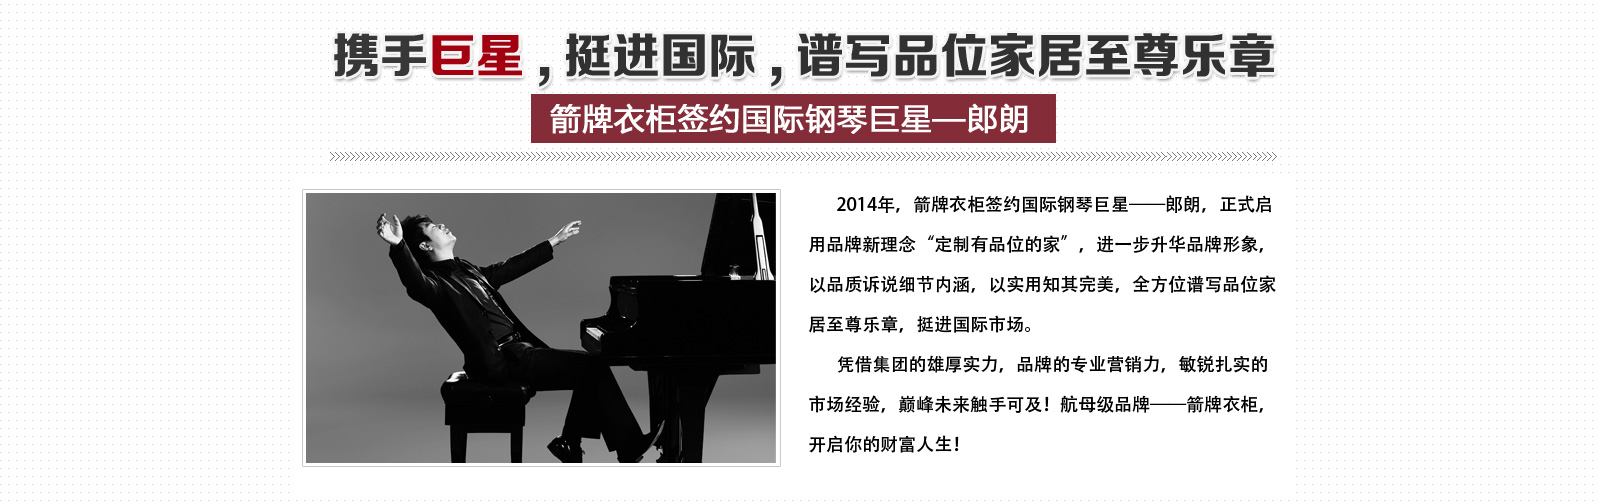 携手巨星,挺进国际,谱写品位家居至尊乐章
箭牌衣柜签约国际钢琴巨星—郎朗
2014年，箭牌衣柜签约国际钢琴巨星——郎朗，正式启
用品牌新理念“定制有品位的家”，进一步升华品牌形象，
以品质诉说细节内涵，以实用知其完美，全方位谱写品位家
居至尊乐章，挺进国际市场。
凭借集团的雄厚实力，品牌的专业营销力，敏锐扎实的
市场经验，巅峰未来触手可及！航母级品牌——箭牌衣柜，
开启你的财富人生！